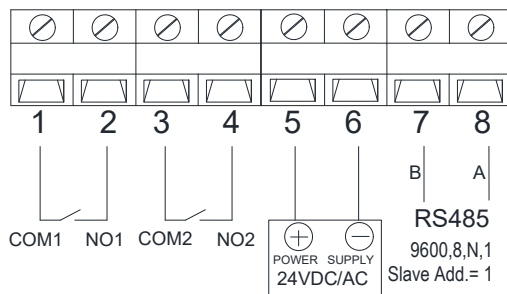 1 2 3 4 5 6 7 8
B A
COM1 NO1 COM2 NO2
+ −
POWER SUPPLY
24VDC/AC
RS485
9600,8,N,1
Slave Add.= 1